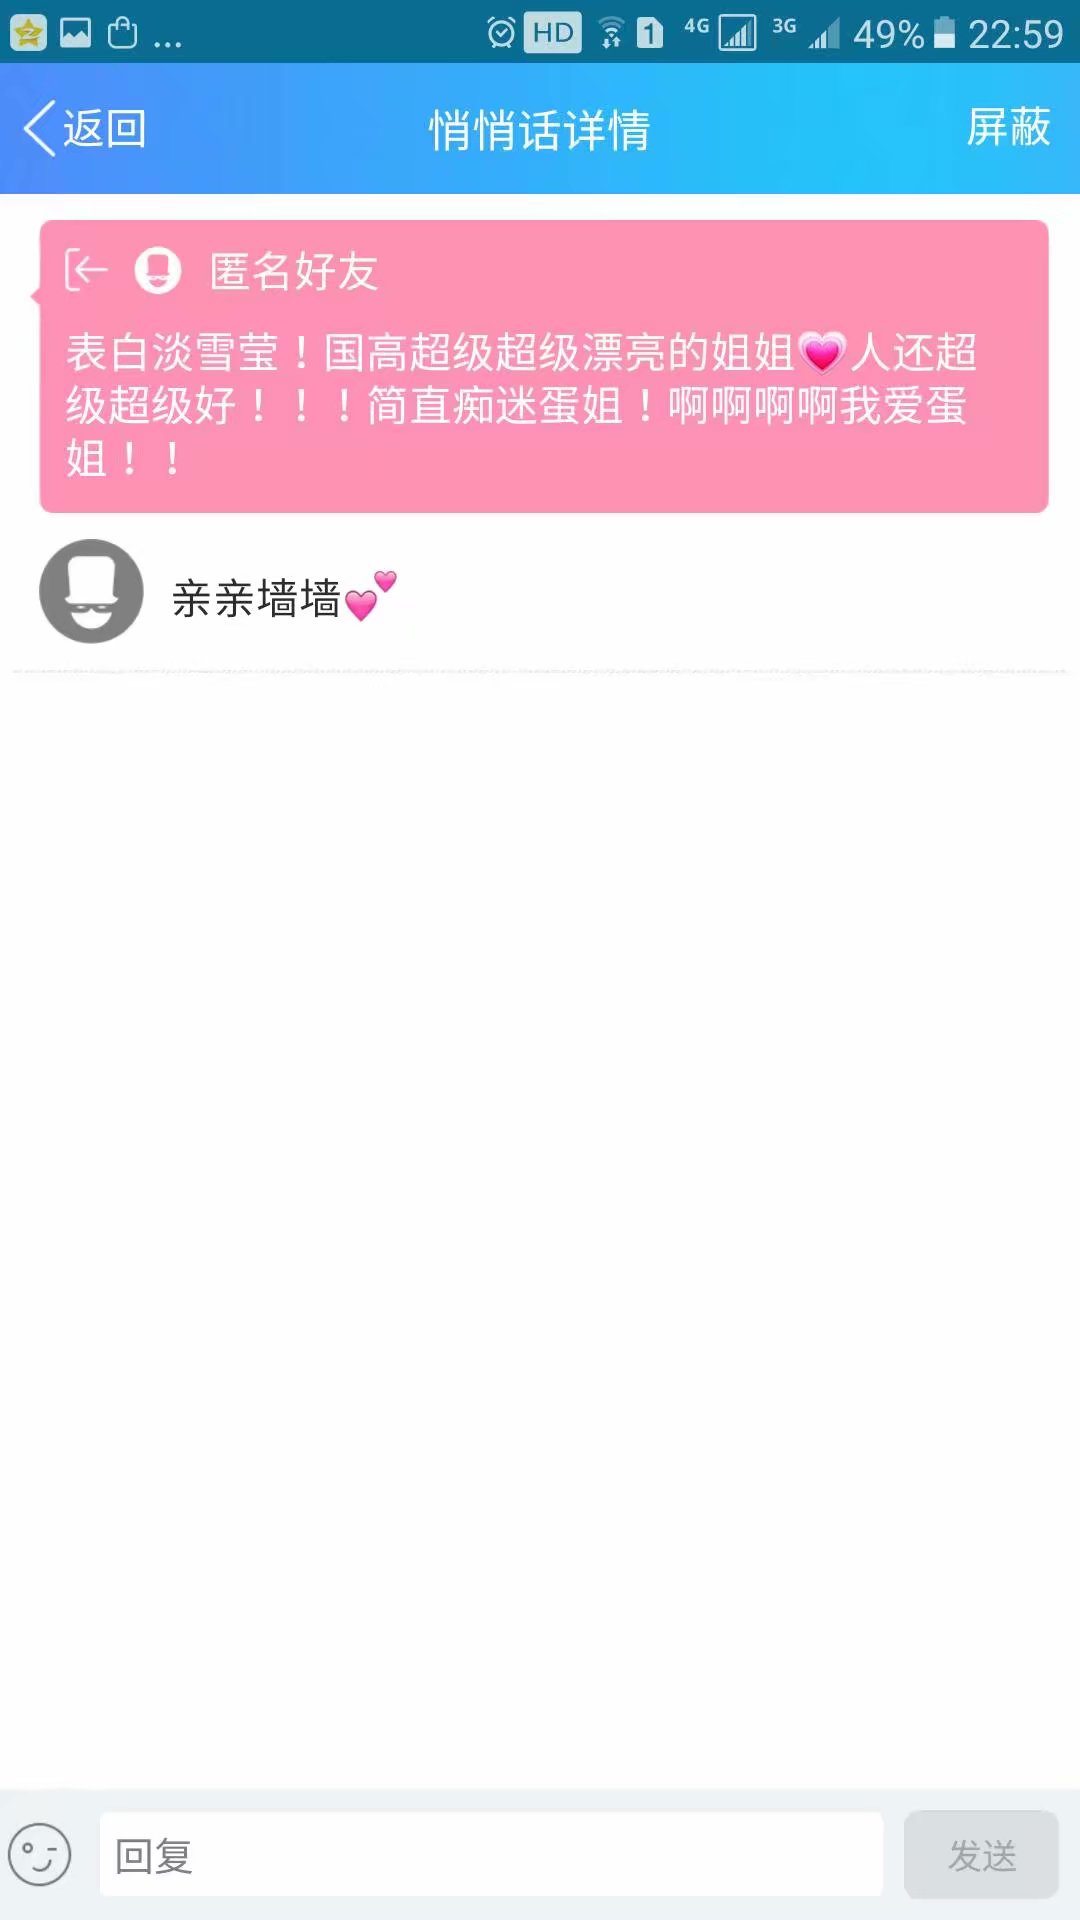 HD 1 4G 3G 49% 22:59
返回 悄悄话详情 屏蔽
匿名好友
表白淡雪莹！国高超级超级漂亮的姐姐💗人还超
级超级好！！！简直痴迷蛋姐！啊啊啊啊我爱蛋
姐！！
亲亲墙墙💕
回复 发送